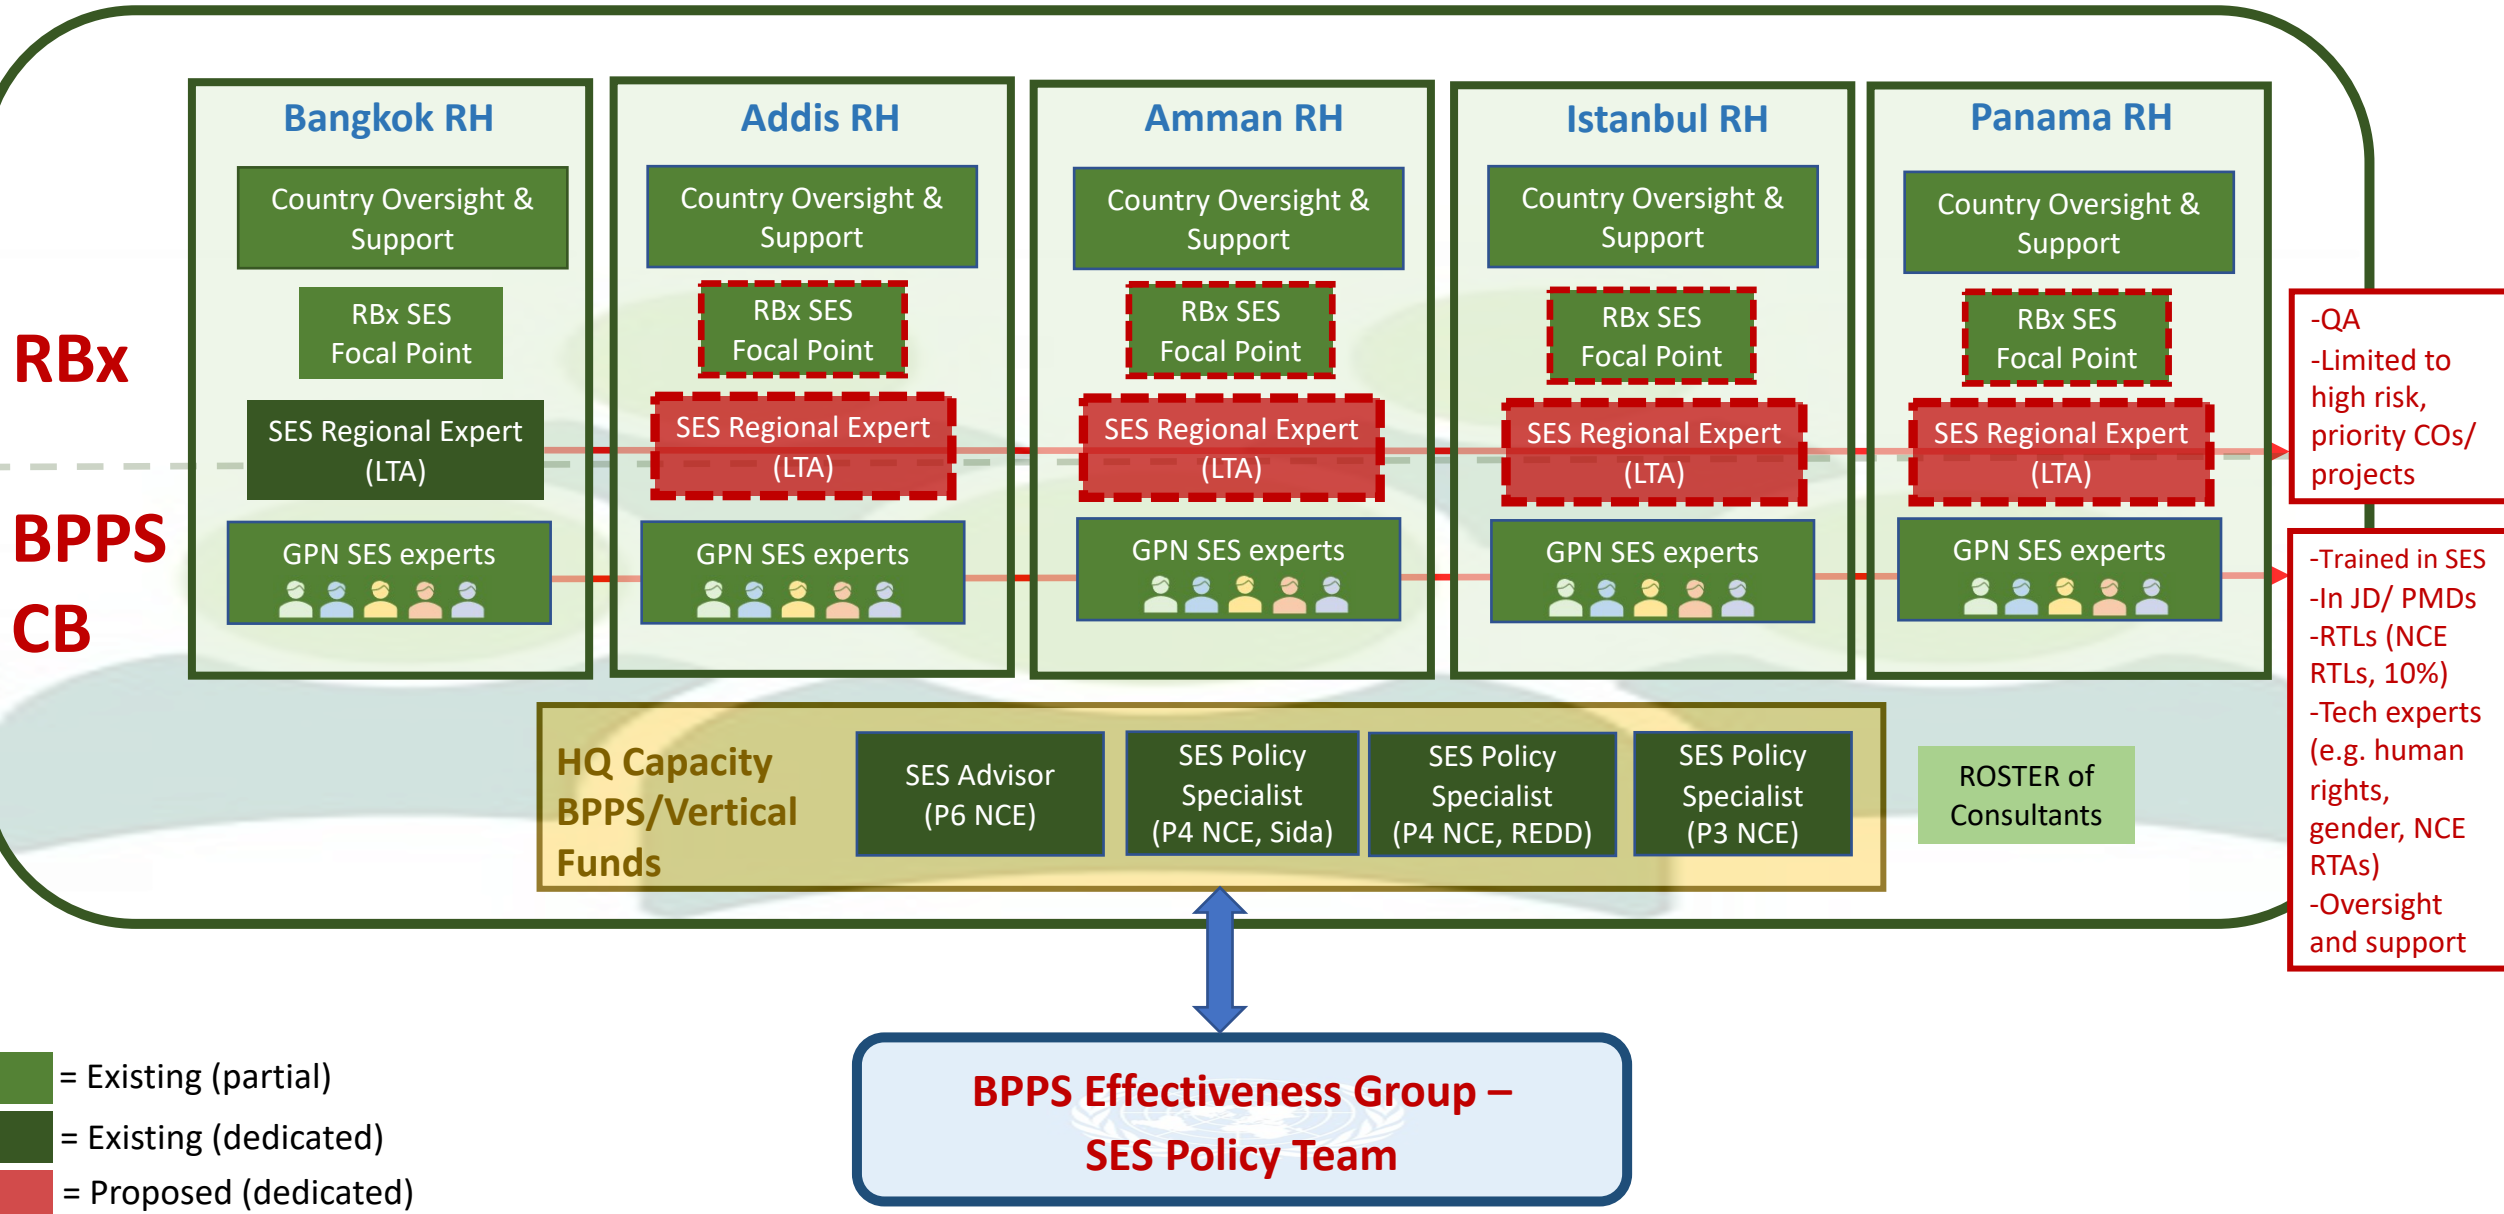 Bangkok RH
Country Oversight &
Support
RBx SES
Focal Point
SES Regional Expert
(LTA)
GPN SES experts
Addis RH
Country Oversight &
Support
RBx SES
Focal Point
SES Regional Expert
(LTA)
GPN SES experts
Amman RH
Country Oversight &
Support
RBx SES
Focal Point
SES Regional Expert
(LTA)
GPN SES experts
Istanbul RH
Country Oversight &
Support
RBx SES
Focal Point
SES Regional Expert
(LTA)
GPN SES experts
Panama RH
Country Oversight &
Support
RBx SES
Focal Point
SES Regional Expert
(LTA)
GPN SES experts
RBx
BPPS
CB
-QA
-Limited to
high risk,
priority COs/
projects
-Trained in SES
-In JD/ PMDs
-RTLs (NCE
RTLs, 10%)
-Tech experts
(e.g. human
rights,
gender, NCE
RTAs)
-Oversight
and support
HQ Capacity
BPPS/Vertical
Funds
SES Advisor
(P6 NCE)
SES Policy
Specialist
(P4 NCE, Sida)
SES Policy
Specialist
(P4 NCE, REDD)
SES Policy
Specialist
(P3 NCE)
ROSTER of
Consultants
BPPS Effectiveness Group –
SES Policy Team
= Existing (partial)
= Existing (dedicated)
= Proposed (dedicated)